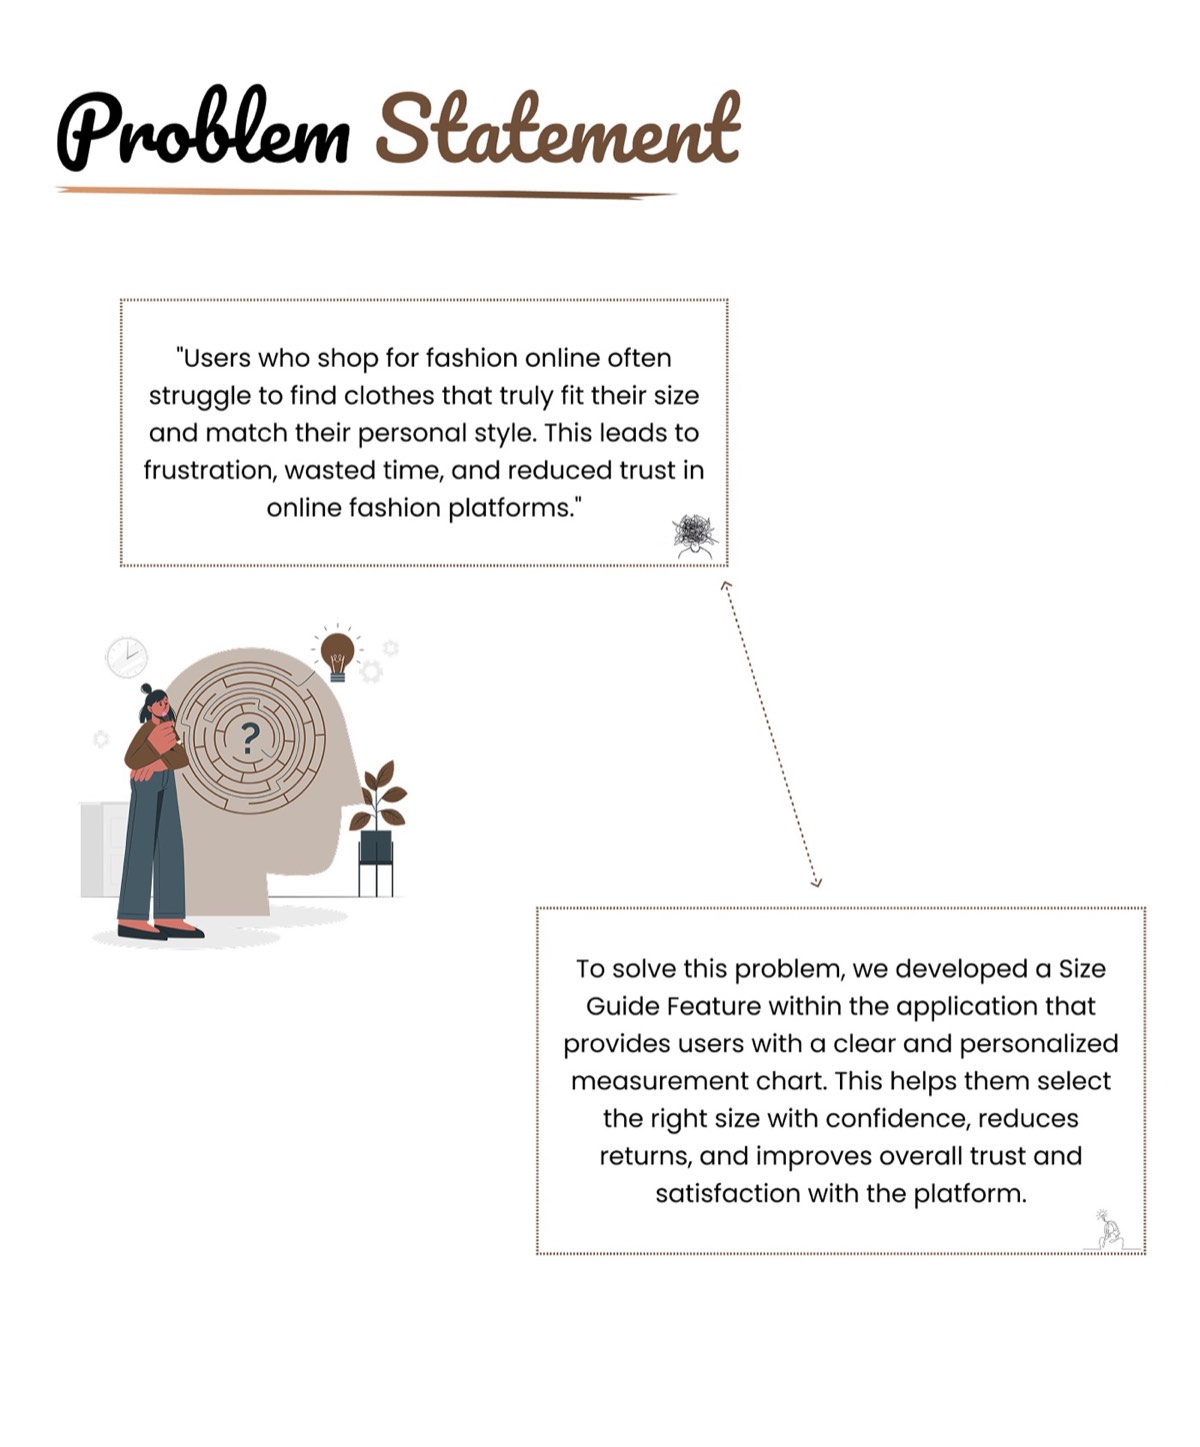 Problem Statement
"Users who shop for fashion online often
struggle to find clothes that truly fit their size
and match their personal style. This leads to
frustration, wasted time, and reduced trust in
online fashion platforms."
?
To solve this problem, we developed a Size
Guide Feature within the application that
provides users with a clear and personalized
measurement chart. This helps them select
the right size with confidence, reduces
returns, and improves overall trust and
satisfaction with the platform.